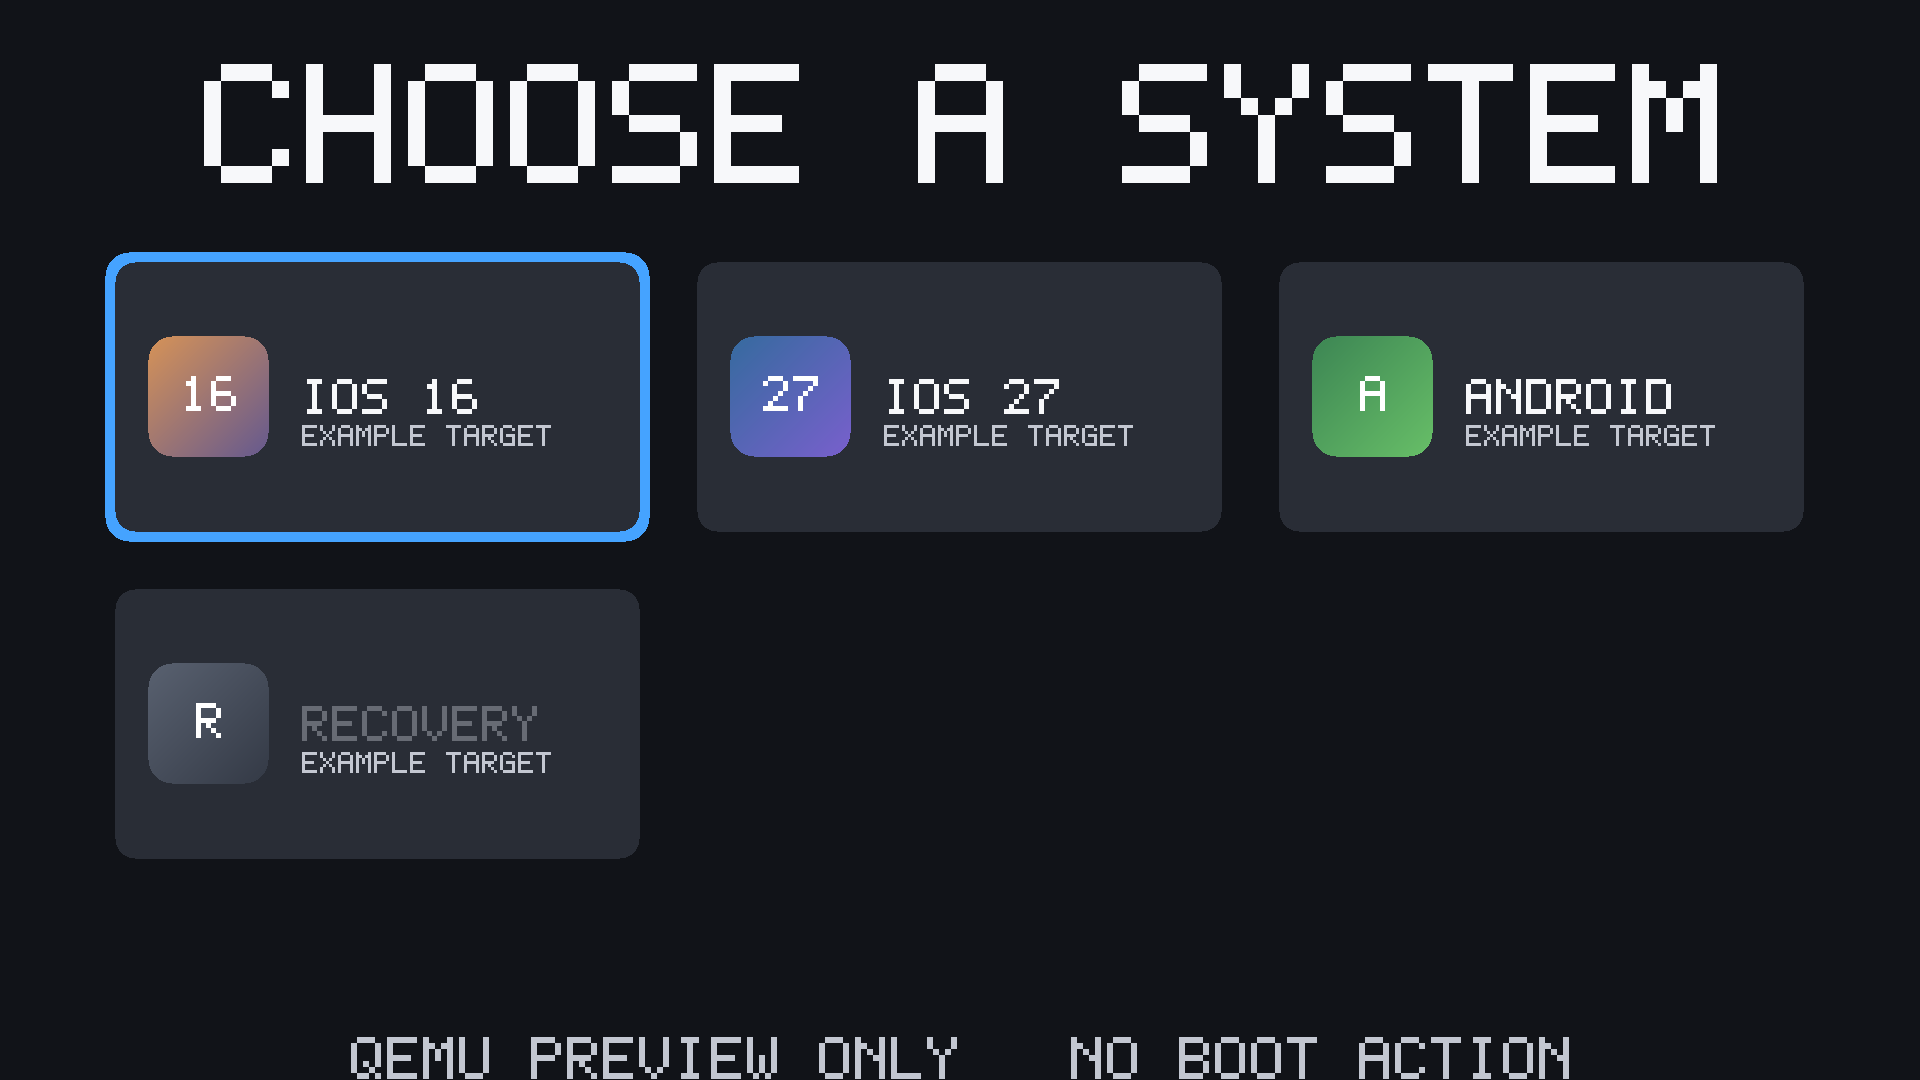 CHOOSE A SYSTEM
16
IOS 16
EXAMPLE TARGET
27
IOS 27
EXAMPLE TARGET
A
ANDROID
EXAMPLE TARGET
R
RECOVERY
EXAMPLE TARGET
QEMU PREVIEW ONLY   NO BOOT ACTION